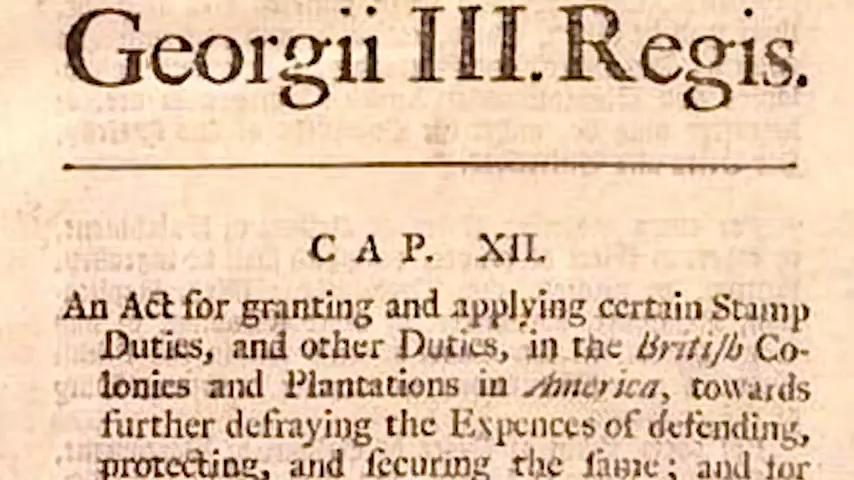 Georgii III. Regis.
CAP. XII.
An Act for granting and applying certain Stamp
Duties, and other Duties, in the Britiſh Co-
lonies and Plantations in America, towards
further defraying the Expences of defending,
protecting, and ſecuring the ſame; and for